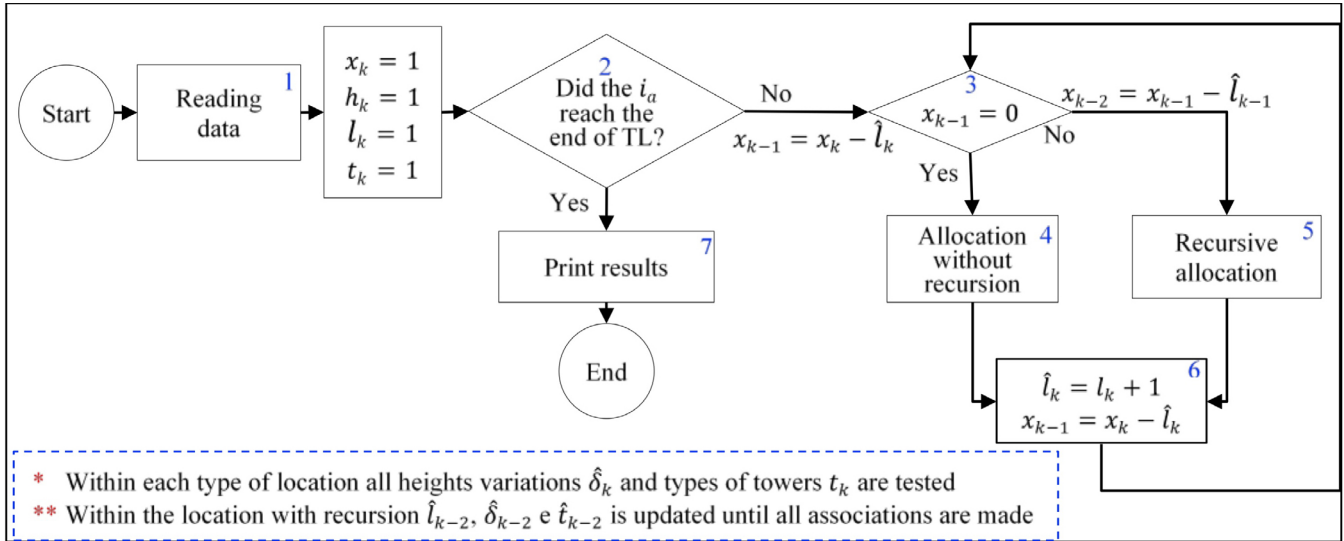 Start
1
Reading
data
x_k = 1
h_k = 1
l_k = 1
t_k = 1
2
Did the i_a
reach the
end of TL?
No
x_{k−1} = x_k − l̂_k
Yes
7
Print results
End
3
x_{k−1} = 0
x_{k−2} = x_{k−1} − l̂_{k−1}
No
Yes
4
Allocation
without
recursion
5
Recursive
allocation
6
l̂_k = l_k + 1
x_{k−1} = x_k − l̂_k
* Within each type of location all heights variations δ̂_k and types of towers t_k are tested
** Within the location with recursion l̂_{k−2}, δ̂_{k−2} e t̂_{k−2} is updated until all associations are made